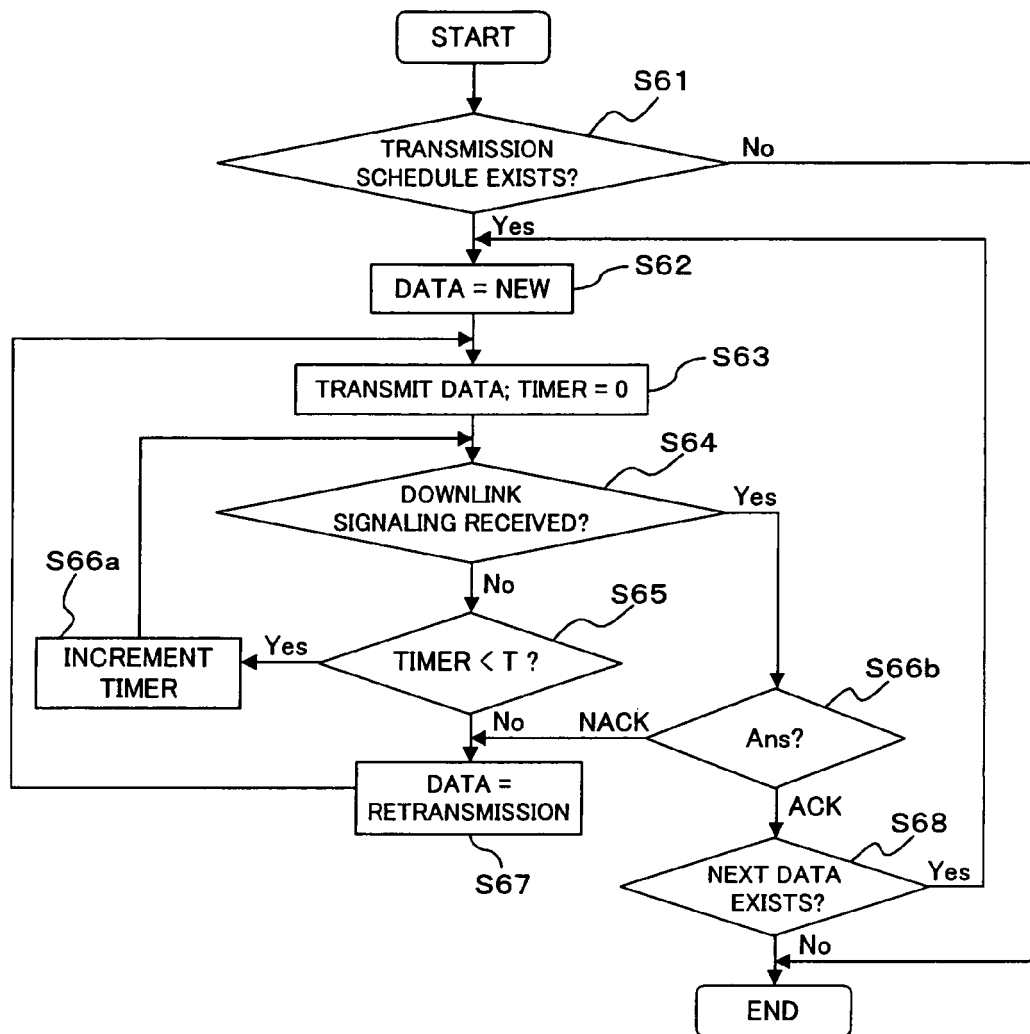 START
S61
TRANSMISSION
SCHEDULE EXISTS?
No
Yes
S62
DATA = NEW
S63
TRANSMIT DATA; TIMER = 0
S64
DOWNLINK
SIGNALING RECEIVED?
Yes
S66a
No
S65
INCREMENT
TIMER
Yes
TIMER < T ?
S66b
No
NACK
Ans?
DATA =
RETRANSMISSION
ACK
S67
S68
NEXT DATA
EXISTS?
Yes
No
END